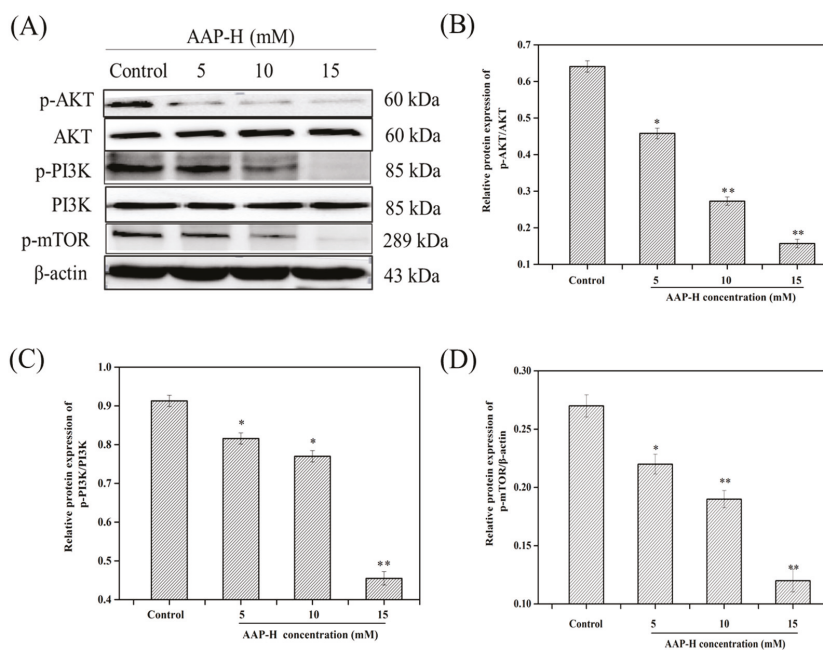 (A)
AAP-H (mM)
Control 5 10 15
p-AKT 60 kDa
AKT 60 kDa
p-PI3K 85 kDa
PI3K 85 kDa
p-mTOR 289 kDa
β-actin 43 kDa
(B)
Relative protein expression of
p-AKT/AKT
0.7
0.6
0.4
0.3
0.1
*
**
**
Control 5 10 15
AAP-H concentration (mM)
(C)
Relative protein expression of
p-PI3K/PI3K
1.0
0.9
0.8
0.7
0.6
0.5
0.4
*
*
**
Control 5 10 15
AAP-H concentration (mM)
(D)
Relative protein expression of
p-mTOR/β-actin
0.30
0.25
0.20
0.15
0.10
*
**
**
Control 5 10 15
AAP-H concentration (mM)